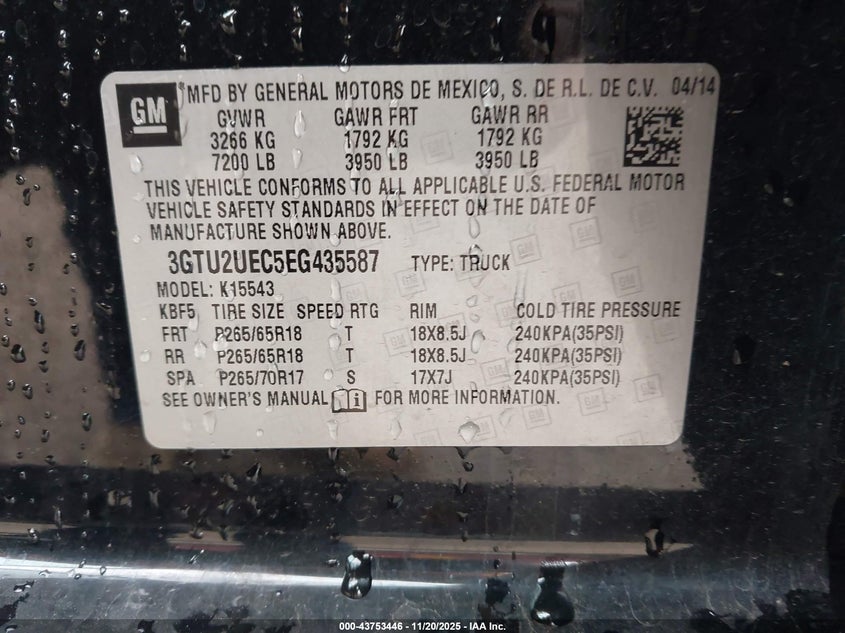 GM MFD BY GENERAL MOTORS DE MEXICO, S. DE R.L. DE C.V. 04/14
GVWR GAWR FRT GAWR RR
3266 KG 1792 KG 1792 KG
7200 LB 3950 LB 3950 LB
THIS VEHICLE CONFORMS TO ALL APPLICABLE U.S. FEDERAL MOTOR
VEHICLE SAFETY STANDARDS IN EFFECT ON THE DATE OF
MANUFACTURE SHOWN ABOVE.
3GTU2UEC5EG435587 TYPE: TRUCK
MODEL: K15543
KBF5 TIRE SIZE SPEED RTG RIM COLD TIRE PRESSURE
FRT P265/65R18 T 18X8.5J 240KPA(35PSI)
RR P265/65R18 T 18X8.5J 240KPA(35PSI)
SPA P265/70R17 S 17X7J 240KPA(35PSI)
SEE OWNER'S MANUAL i FOR MORE INFORMATION.
000-43753446 - 11/20/2025 - IAA Inc.